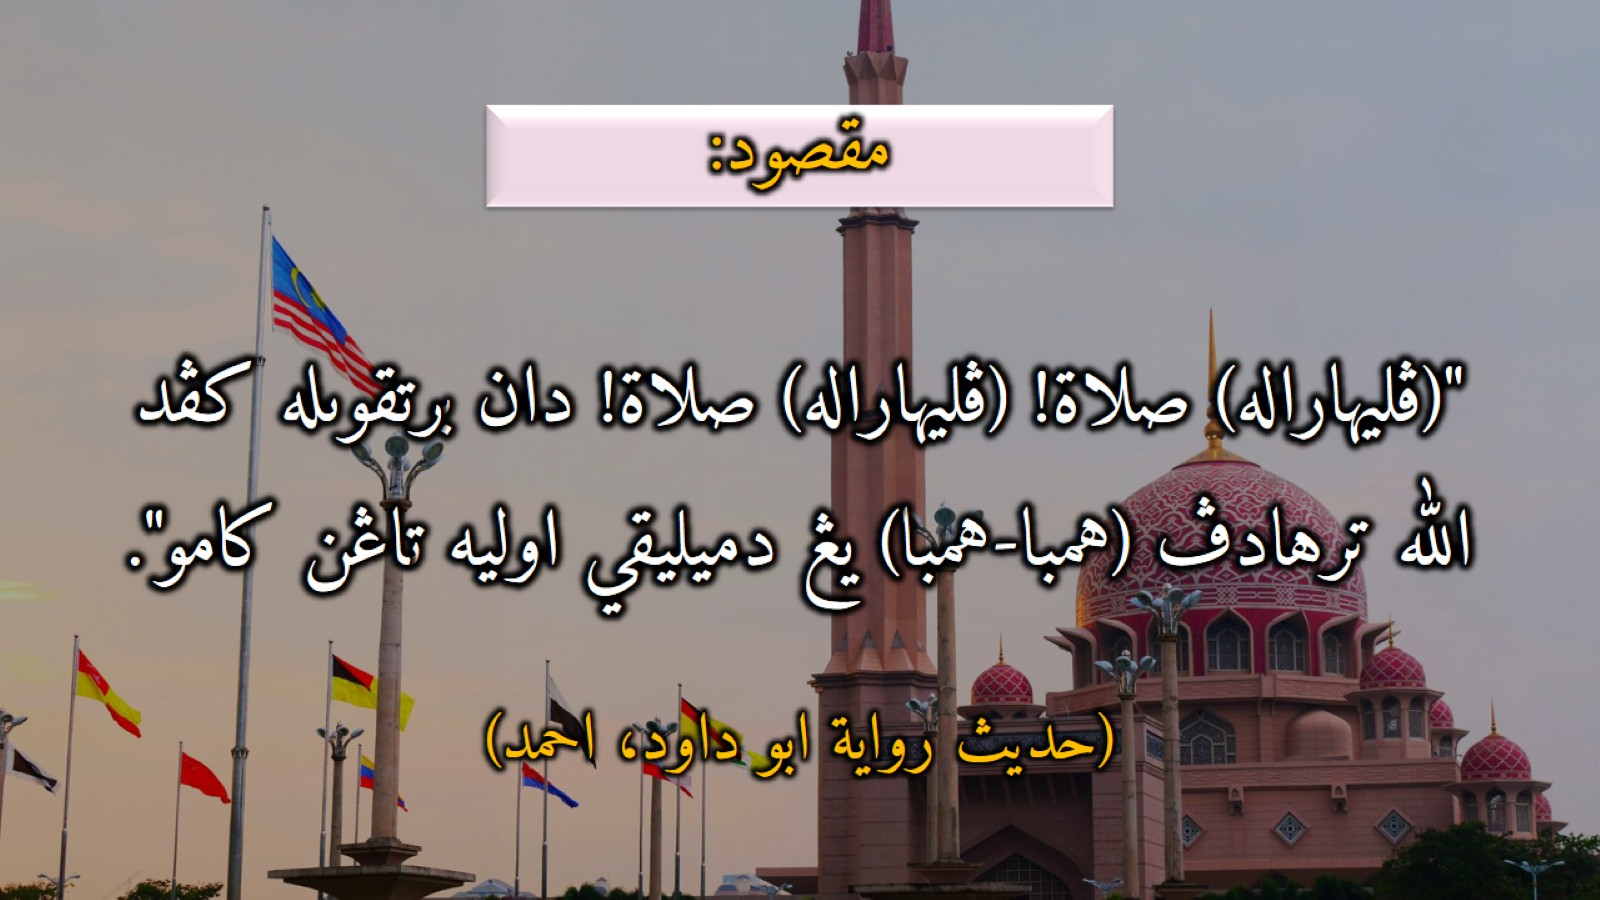 مقصود:
"(ڤليهاراله) صلاة! (ڤليهاراله) صلاة! دان برتقوىله كڤد
الله ترهادڤ (همبا-همبا) يڠ دميليقي اوليه تاڠن كامو".
(حديث رواية ابو داود، احمد)